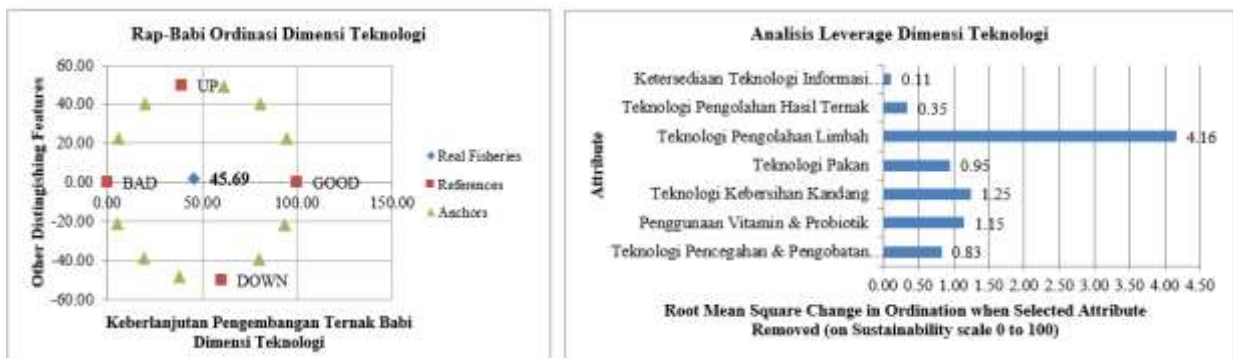 Rap-Babi Ordinasi Dimensi Teknologi
Other Distingishing Features
60.00
40.00
20.00
0.00
-20.00
-40.00
-60.00
UP
BAD
45.69
GOOD
DOWN
0.00 50.00 100.00 150.00
Real Fisheries
References
Anchors
Keberlanjutan Pengembangan Ternak Babi
Dimensi Teknologi
Analisis Leverage Dimensi Teknologi
Attribute
Ketersediaan Teknologi Informasi... 0.11
Teknologi Pengolahan Hasil Ternak 0.35
Teknologi Pengolahan Limbah 4.16
Teknologi Pakan 0.95
Teknologi Kebersihan Kandang 1.25
Penggunaan Vitamin & Probiotik 1.15
Teknologi Pencegahan & Pengobatan... 0.83
0.00 0.50 1.00 1.50 2.00 2.50 3.00 3.50 4.00 4.50
Root Mean Square Change in Ordination when Selected Attribute
Removed (on Sustainability scale 0 to 100)